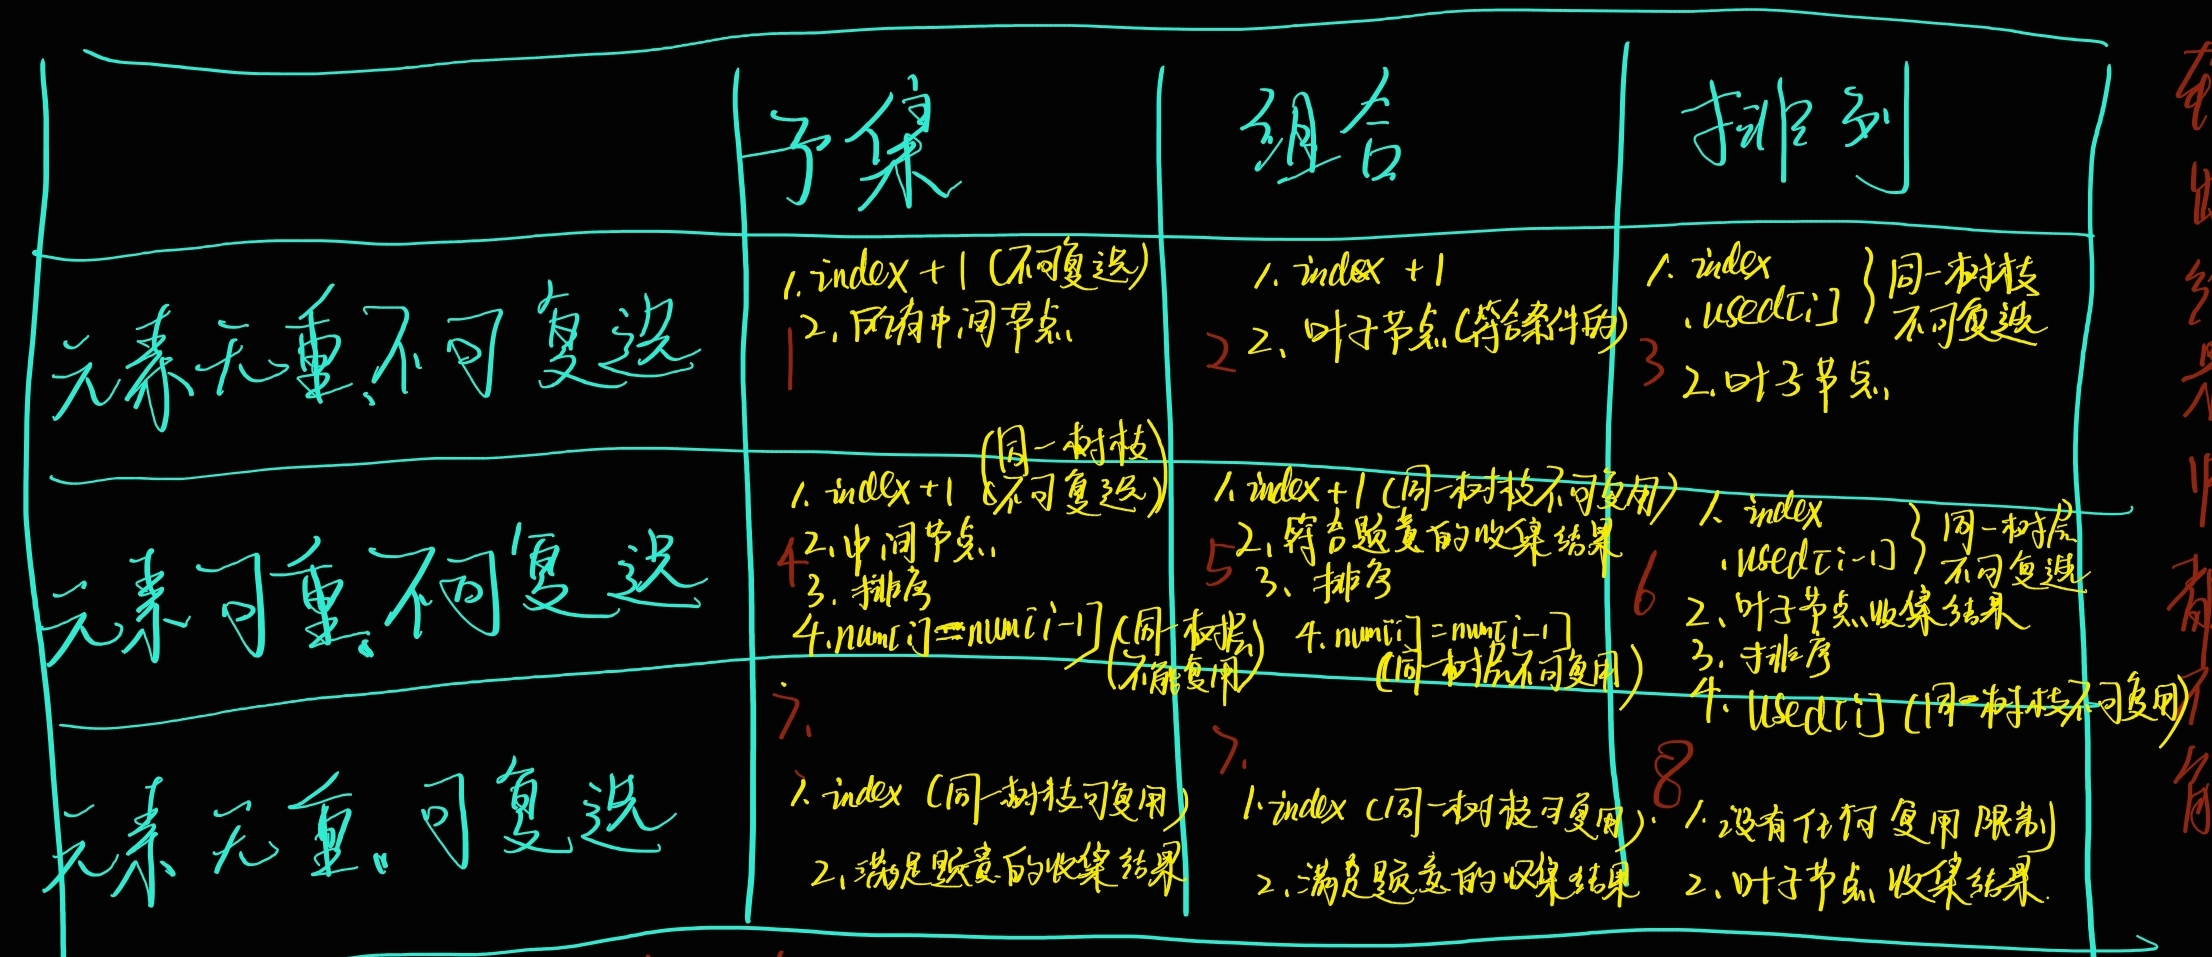 子集
组合
排列
元素无重、不可复选
1
1. index + 1 (不可复选)
2. 所有中间节点
2
1. index + 1
2、叶子节点(符合条件的)
3
1. index
. used[i]
} 同一树枝
不可复选
2. 叶子节点
元素可重、不可复选
4
1. index + 1
(同一树枝
不可复选)
2、中间节点
3. 排序
4. num[i] = num[i-1]
(同一树层
不能复用)
5
1. index + 1 (同一树枝不可复用)
2、符合题意的收集结果
3、排序
4. num[i] = num[i-1]
(同一树层不可复用)
6
1. index
. used[i-1]
} 同一树层
不可复选
2、叶子节点收集结果
3. 排序
4. used[i] (同一树枝不可复用)
元素无重、可复选
7.
1. index (同一树枝可复用)
2、满足题意的收集结果
7.
1. index (同一树枝可复用)
2、满足题意的收集结果
8
1. 没有任何复用限制
2、叶子节点收集结果.